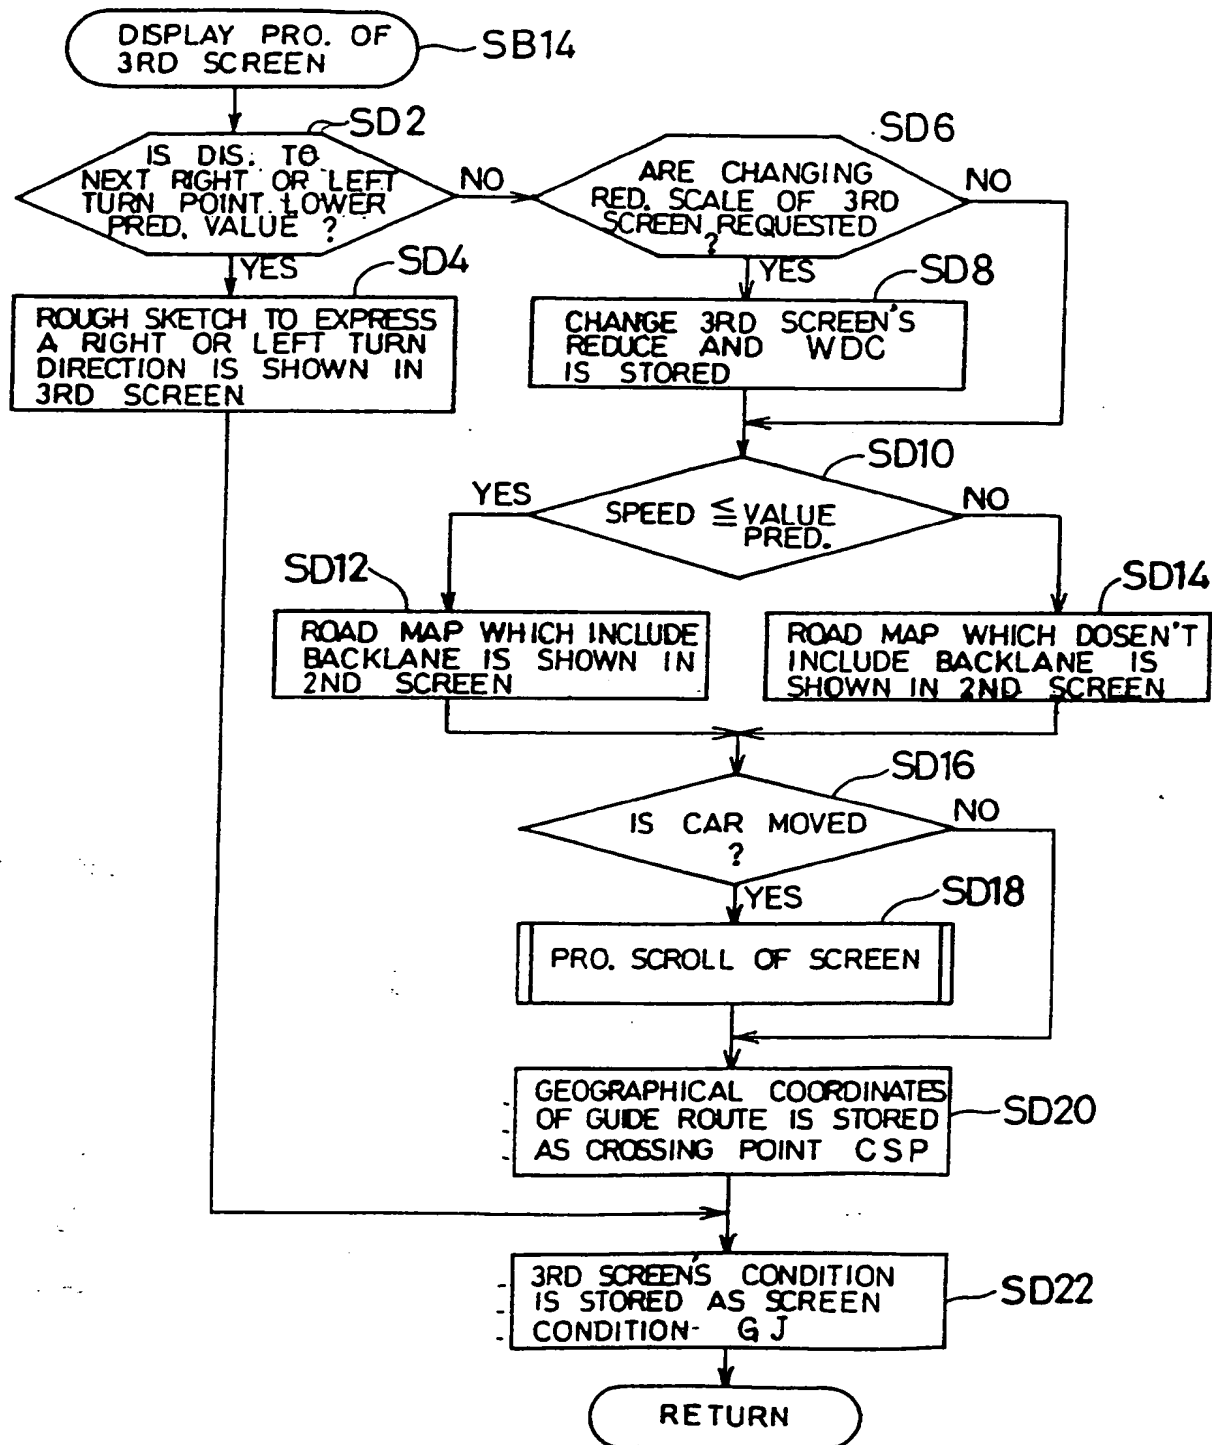 DISPLAY PRO. OF
3RD SCREEN
SB14
SD2
IS DIS. TO
NEXT RIGHT OR LEFT
TURN POINT LOWER
PRED. VALUE ?
NO
YES
SD6
ARE CHANGING
RED. SCALE OF 3RD
SCREEN REQUESTED
?
NO
YES
SD4
ROUGH SKETCH TO EXPRESS
A RIGHT OR LEFT TURN
DIRECTION IS SHOWN IN
3RD SCREEN
SD8
CHANGE 3RD SCREEN'S
REDUCE AND WDC
IS STORED
SD10
SPEED ≦ VALUE
PRED.
YES
NO
SD12
ROAD MAP WHICH INCLUDE
BACKLANE IS SHOWN IN
2ND SCREEN
SD14
ROAD MAP WHICH DOSEN'T
INCLUDE BACKLANE IS
SHOWN IN 2ND SCREEN
SD16
IS CAR MOVED
?
NO
YES
SD18
PRO. SCROLL OF SCREEN
GEOGRAPHICAL COORDINATES
OF GUIDE ROUTE IS STORED
AS CROSSING POINT CSP
SD20
3RD SCREEN'S CONDITION
IS STORED AS SCREEN
CONDITION GJ
SD22
RETURN